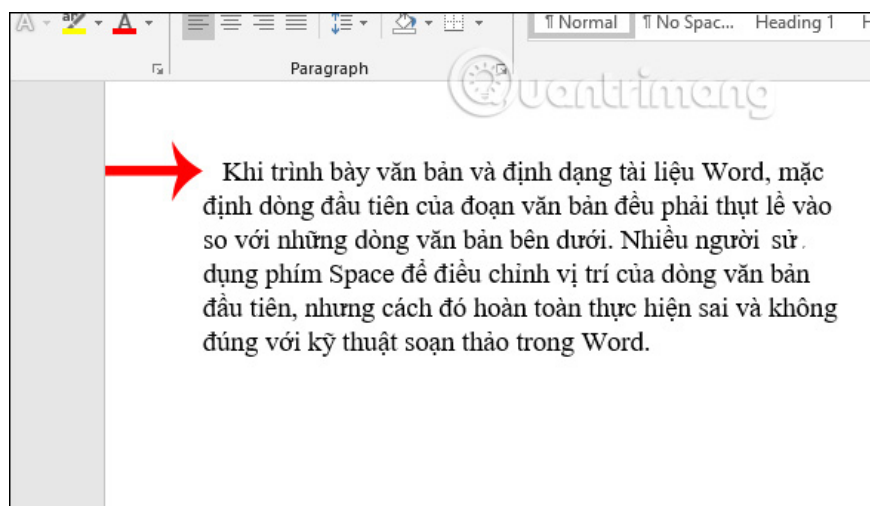 A ab A
Paragraph
¶ Normal ¶ No Spac... Heading 1
Quantrimang
Khi trình bày văn bản và định dạng tài liệu Word, mặc
định dòng đầu tiên của đoạn văn bản đều phải thụt lề vào
so với những dòng văn bản bên dưới. Nhiều người sử
dụng phím Space để điều chỉnh vị trí của dòng văn bản
đầu tiên, nhưng cách đó hoàn toàn thực hiện sai và không
đúng với kỹ thuật soạn thảo trong Word.